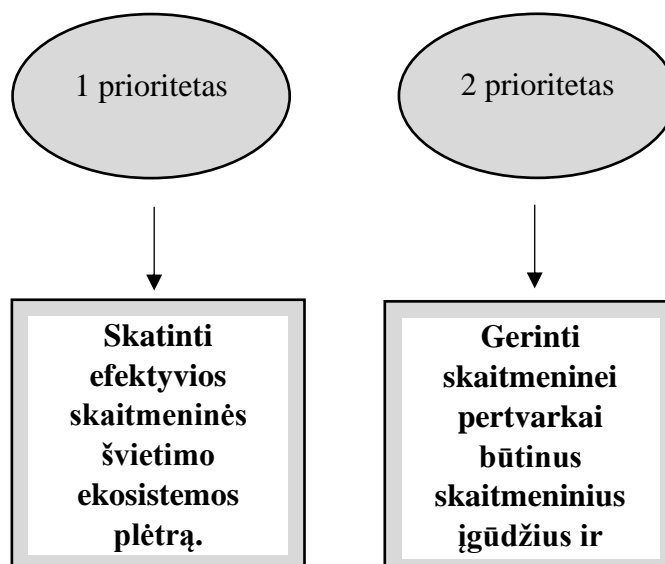 1 prioritetas
2 prioritetas
Skatinti
efektyvios
skaitmeninės
švietimo
ekosistemos
plėtrą.
Gerinti
skaitmeninei
pertvarkai
būtinus
skaitmeninius
įgūdžius ir